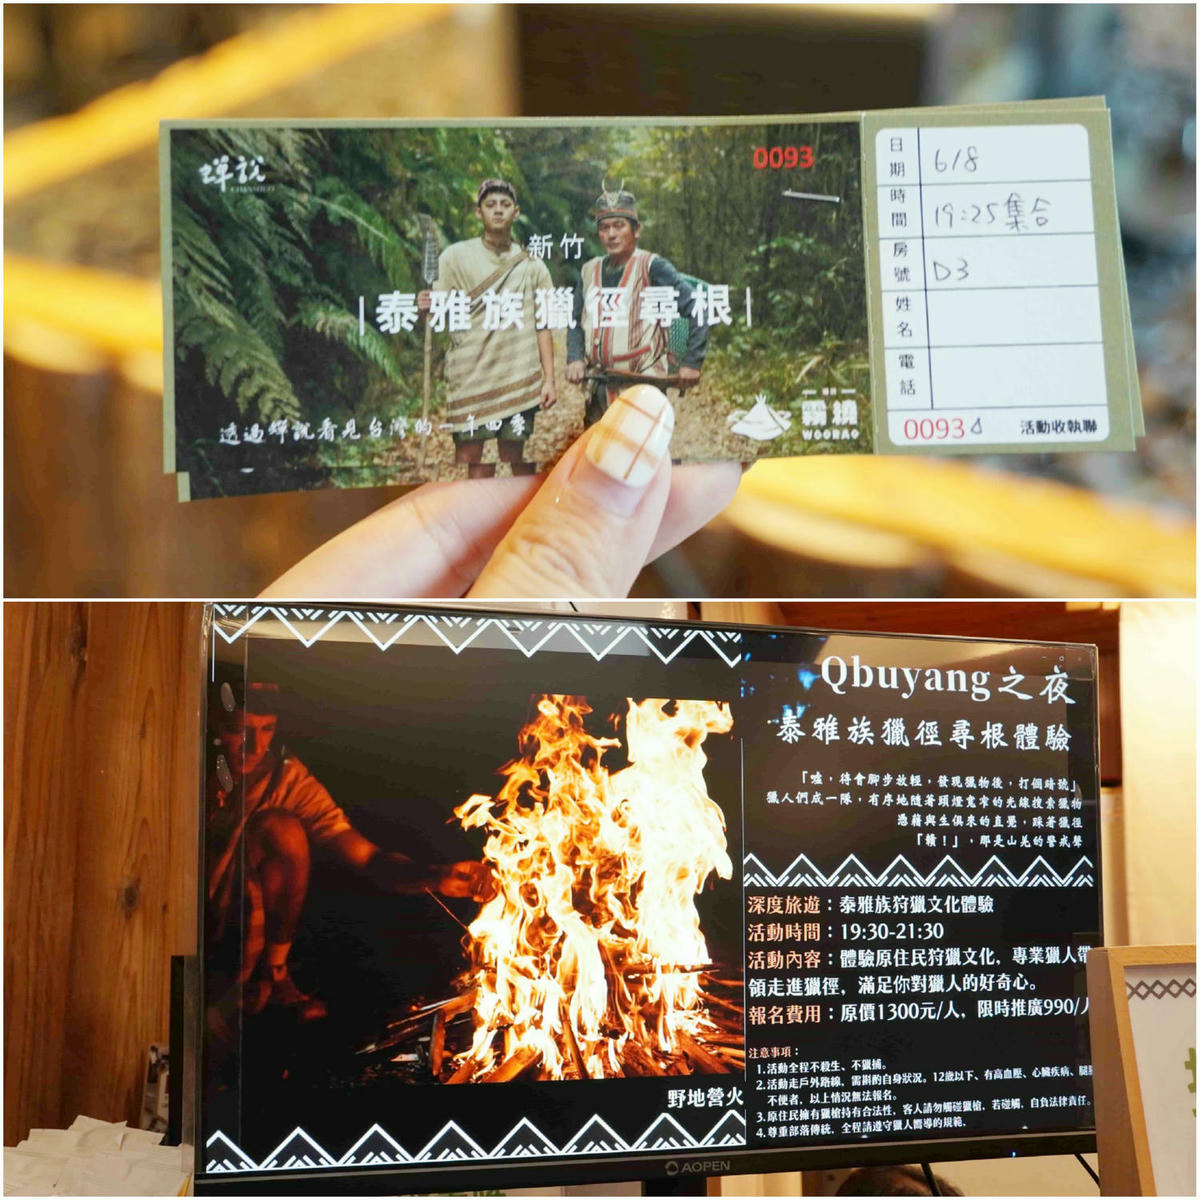 蟬說
CHANSHUO
0093
新竹
|泰雅族獵徑尋根|
透過蟬說看見台灣的一年四季
霧繞
WOORAO
日期 6/8
時間 19:25集合
房號 D3
姓名
電話
0093
活動收執聯
Qbuyang之夜
泰雅族獵徑尋根體驗
「噓,待會腳步放輕,發現獵物後,打個暗號」
獵人們成一隊,有序地隨著頭燈寬窄的光線搜索獵物
憑藉與生俱來的直覺,踩著獵徑
「犢!」,那是山羌的警戒聲
深度旅遊:泰雅族狩獵文化體驗
活動時間:19:30-21:30
活動內容:體驗原住民狩獵文化,專業獵人帶
領走進獵徑,滿足你對獵人的好奇心。
報名費用:原價1300元/人,限時推廣990/人
注意事項:
1.活動全程不殺生、不獵捕。
2.活動走戶外路線,需斟酌自身狀況。12歲以下、有高血壓、心臟疾病、腿
不便者,以上情況無法報名。
3.原住民擁有獵槍持有合法性,客人請勿觸碰獵槍,若碰觸,自負法律責任。
4.尊重部落傳統,全程請遵守獵人嚮導的規範.
野地營火
AOPEN